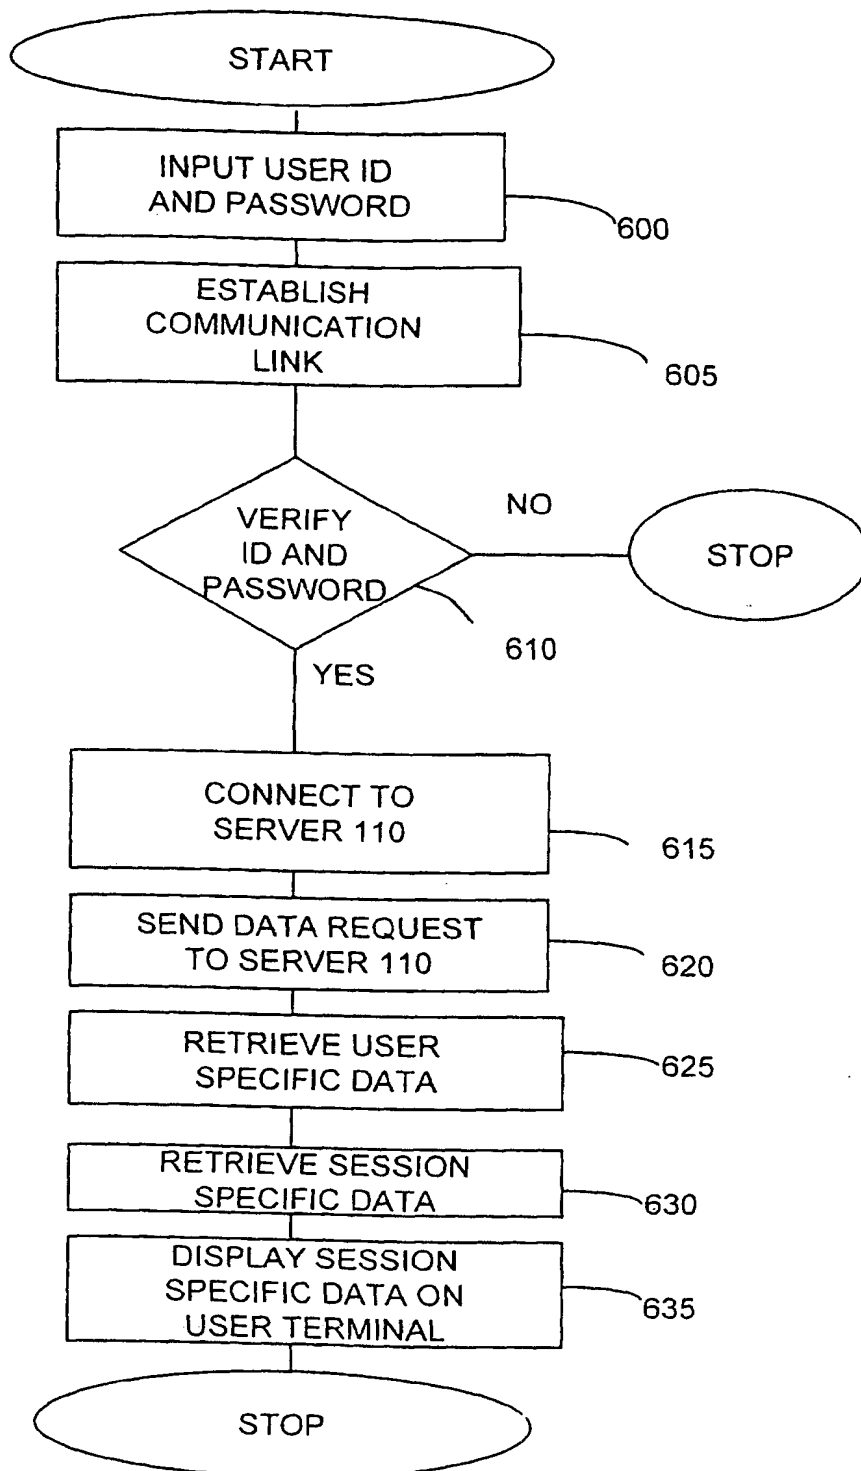 START
INPUT USER ID
AND PASSWORD
600
ESTABLISH
COMMUNICATION
LINK
605
VERIFY
ID AND
PASSWORD
NO
STOP
610
YES
CONNECT TO
SERVER 110
615
SEND DATA REQUEST
TO SERVER 110
620
RETRIEVE USER
SPECIFIC DATA
625
RETRIEVE SESSION
SPECIFIC DATA
630
DISPLAY SESSION
SPECIFIC DATA ON
USER TERMINAL
635
STOP